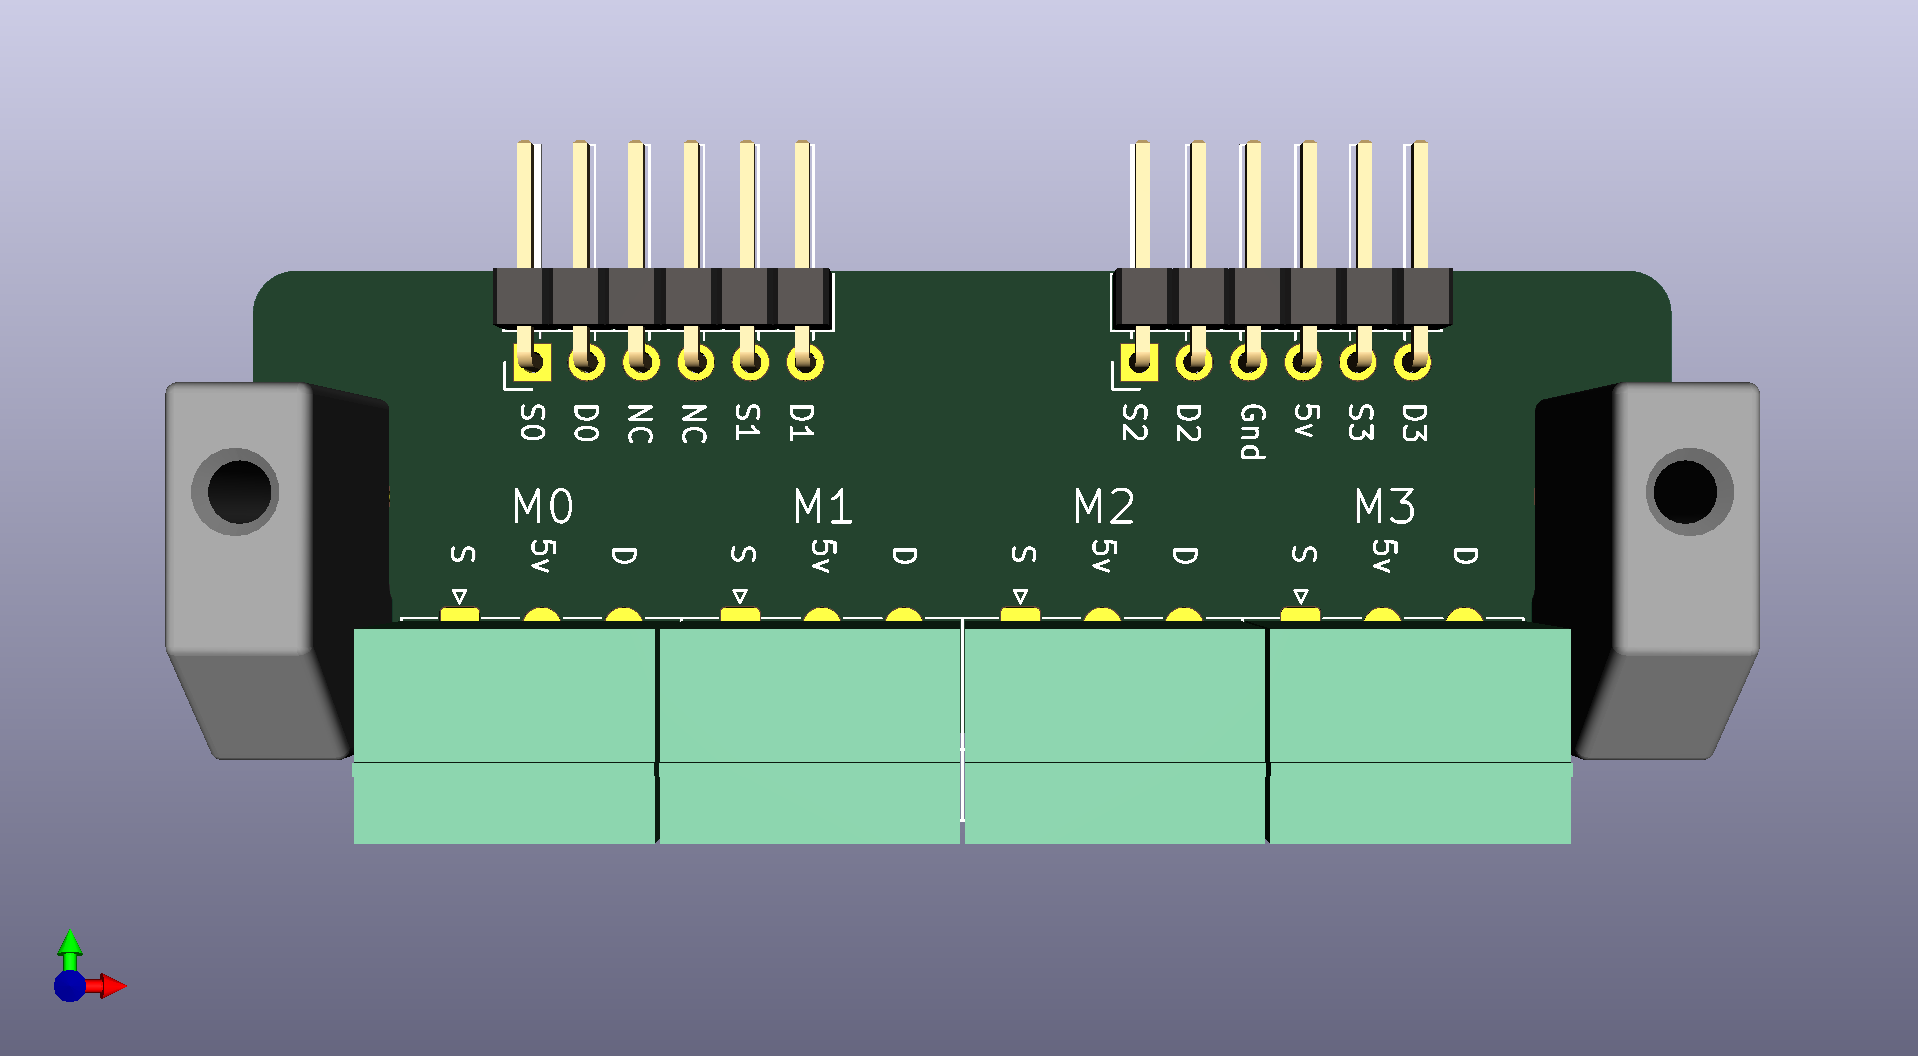 S0 D0 NC NC S1 D1 S2 D2 Gnd 5v S3 D3
M0 M1 M2 M3
S 5v D S 5v D S 5v D S 5v D